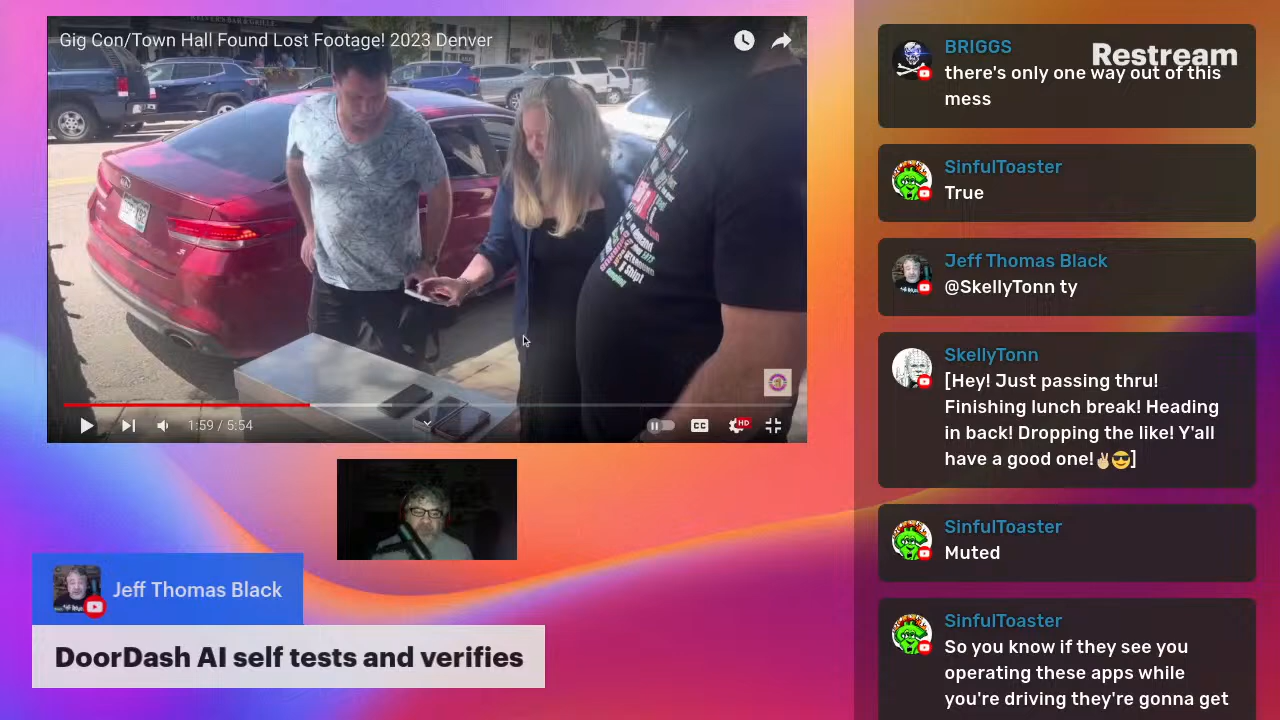 Gig Con/Town Hall Found Lost Footage! 2023 Denver
1:59 / 5:54
CC
HD
Jeff Thomas Black
DoorDash AI self tests and verifies
Restream
BRIGGS
there's only one way out of this
mess
SinfulToaster
True
Jeff Thomas Black
@SkellyTonn ty
SkellyTonn
[Hey! Just passing thru!
Finishing lunch break! Heading
in back! Dropping the like! Y'all
have a good one!✌🏼😎]
SinfulToaster
Muted
SinfulToaster
So you know if they see you
operating these apps while
you're driving they're gonna get